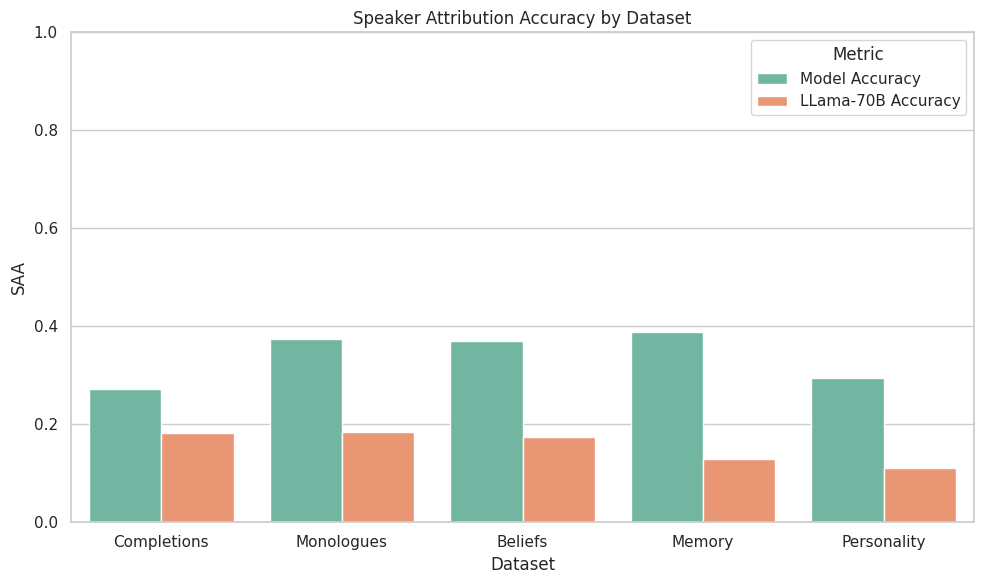 Speaker Attribution Accuracy by Dataset
1.0
0.8
0.6
0.4
0.2
0.0
SAA
Metric
Model Accuracy
LLama-70B Accuracy
Completions
Monologues
Beliefs
Memory
Personality
Dataset